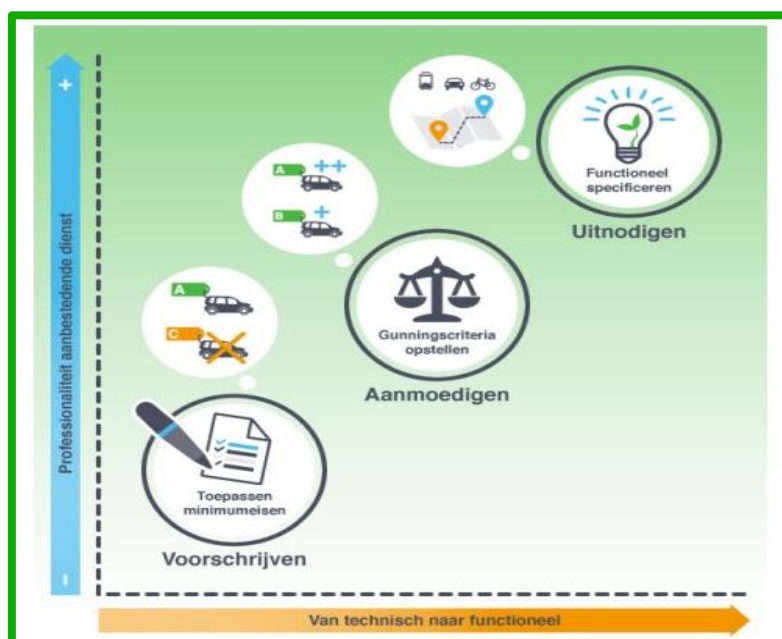 Functioneel
specificeren
Uitnodigen
A ++
B +
Gunningscriteria
opstellen
Aanmoedigen
A
C
Toepassen
minimumeisen
Voorschrijven
+
Professionaliteit aanbestedende dienst
–
Van technisch naar functioneel